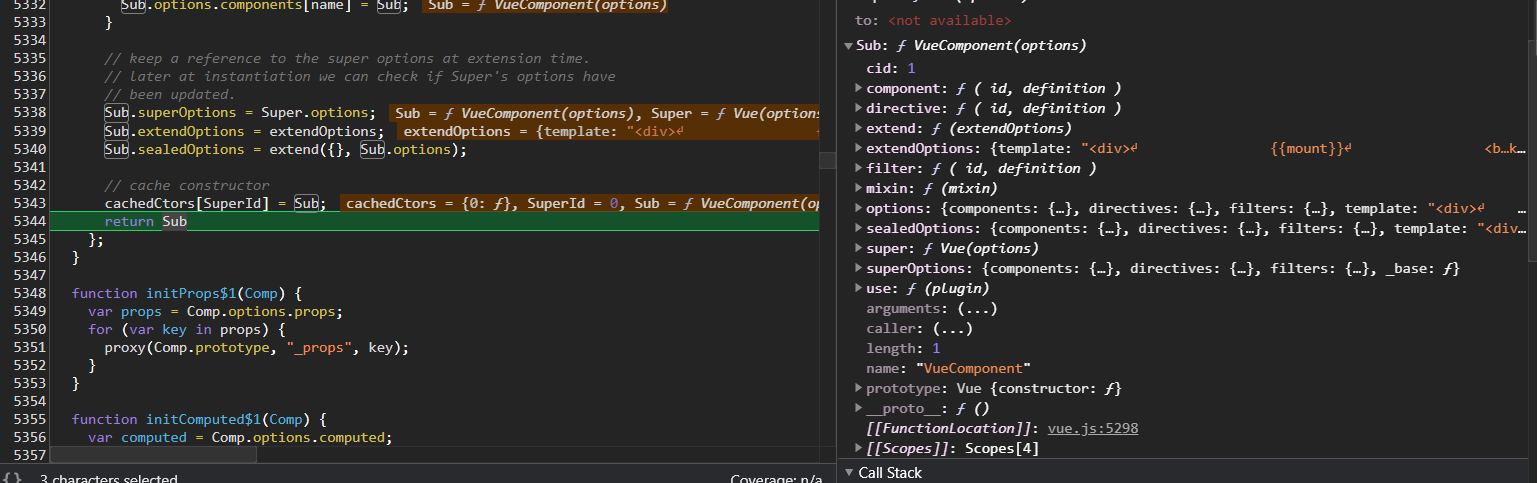 5332 Sub.options.components[name] = Sub; Sub = ƒ VueComponent(options)
5333 }
5334
5335 // keep a reference to the super options at extension time.
5336 // later at instantiation we can check if Super's options have
5337 // been updated.
5338 Sub.superOptions = Super.options; Sub = ƒ VueComponent(options), Super = ƒ Vue(option
5339 Sub.extendOptions = extendOptions; extendOptions = {template: "<div>↵
5340 Sub.sealedOptions = extend({}, Sub.options);
5341
5342 // cache constructor
5343 cachedCtors[SuperId] = Sub; cachedCtors = {0: ƒ}, SuperId = 0, Sub = ƒ VueComponent(op
5344 return Sub
5345 };
5346 }
5347
5348 function initProps$1(Comp) {
5349 var props = Comp.options.props;
5350 for (var key in props) {
5351 proxy(Comp.prototype, "_props", key);
5352 }
5353 }
5354
5355 function initComputed$1(Comp) {
5356 var computed = Comp.options.computed;
5357
{} 3 characters selected Coverage: n/a
to: <not available>
▼Sub: ƒ VueComponent(options)
cid: 1
▶component: ƒ ( id, definition )
▶directive: ƒ ( id, definition )
▶extend: ƒ (extendOptions)
▶extendOptions: {template: "<div>↵ {{mount}}↵ <b…k…
▶filter: ƒ ( id, definition )
▶mixin: ƒ (mixin)
▶options: {components: {…}, directives: {…}, filters: {…}, template: "<div>↵ …
▶sealedOptions: {components: {…}, directives: {…}, filters: {…}, template: "<div…
▶super: ƒ Vue(options)
▶superOptions: {components: {…}, directives: {…}, filters: {…}, _base: ƒ}
▶use: ƒ (plugin)
arguments: (...)
caller: (...)
length: 1
name: "VueComponent"
▶prototype: Vue {constructor: ƒ}
▶__proto__: ƒ ()
[[FunctionLocation]]: vue.js:5298
▶[[Scopes]]: Scopes[4]
▼Call Stack